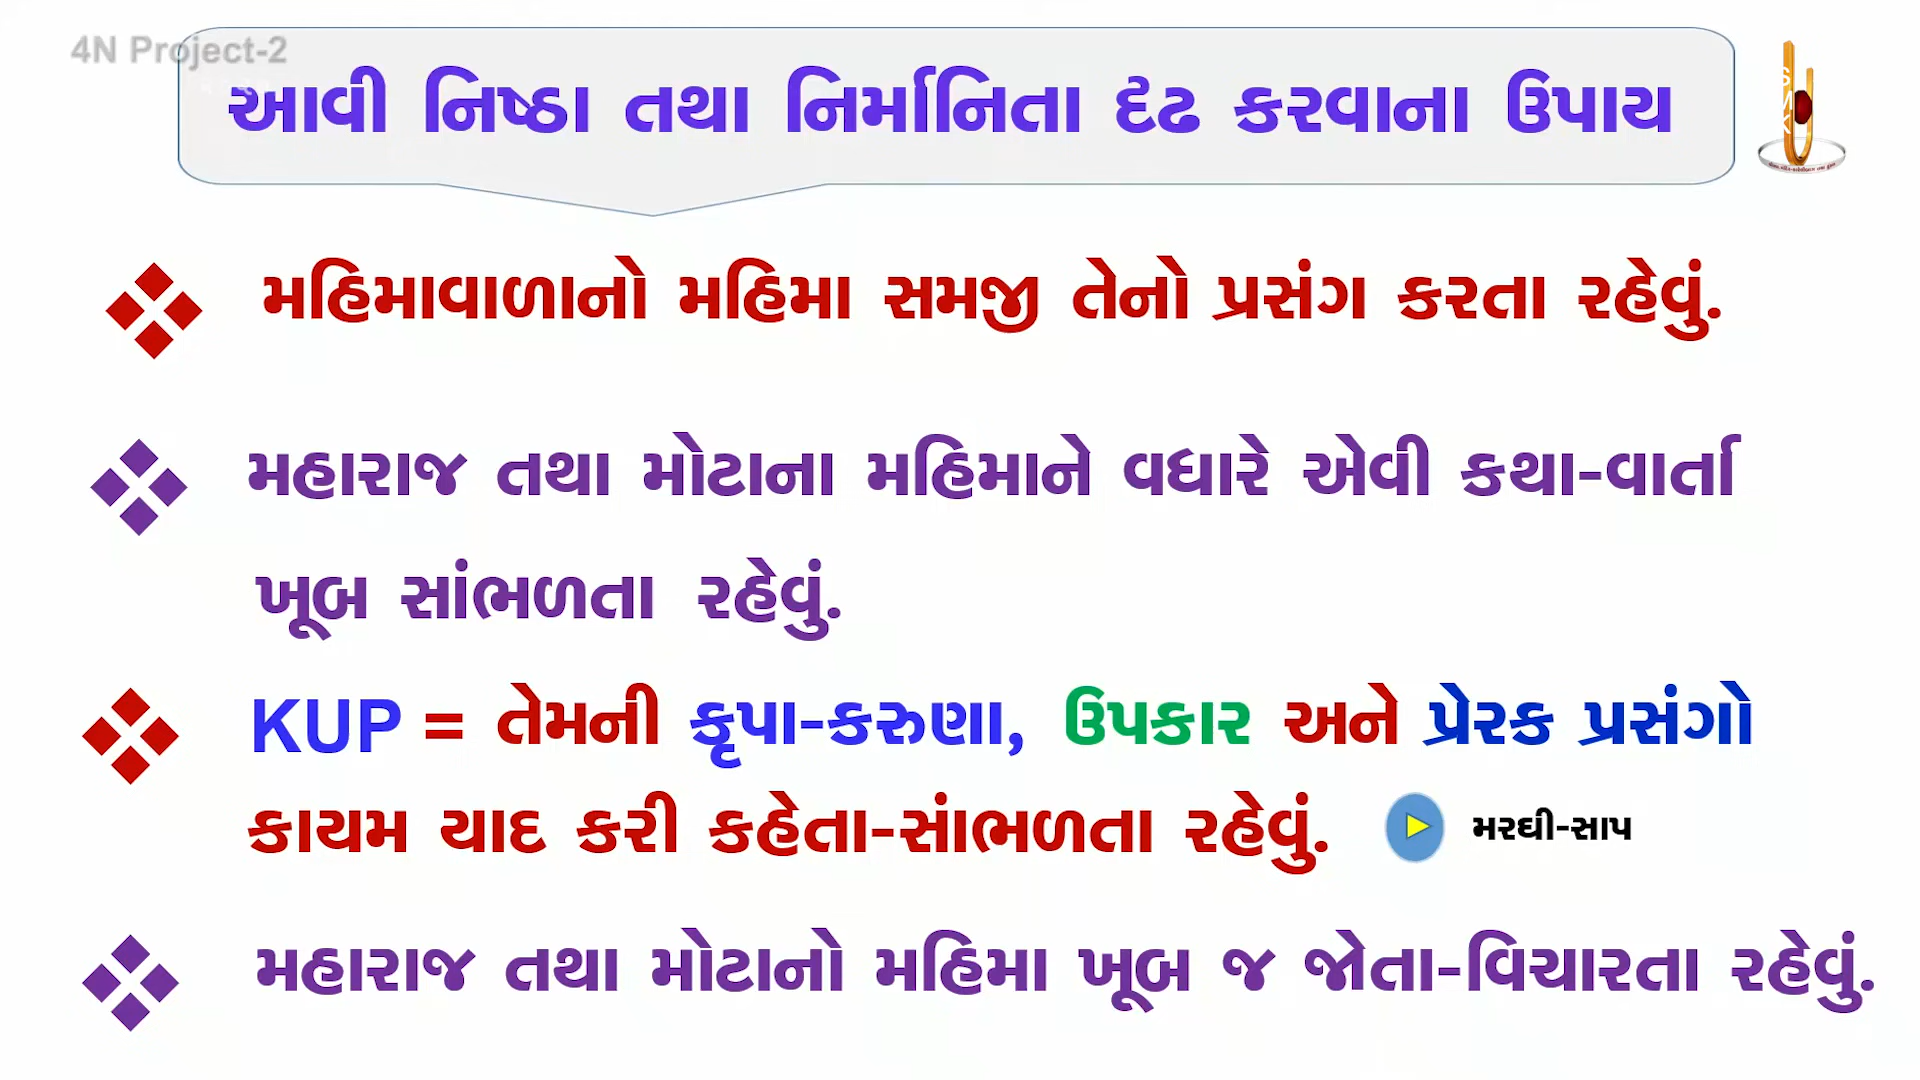 4N Project-2
આવી નિષ્ઠા તથા નિર્માનિતા દૃઢ કરવાના ઉપાય
મહિમાવાળાનો મહિમા સમજી તેનો પ્રસંગ કરતા રહેવું.
મહારાજ તથા મોટાના મહિમાને વધારે એવી કથા-વાર્તા
ખૂબ સાંભળતા રહેવું.
KUP = તેમની કૃપા-કરુણા, ઉપકાર અને પ્રેરક પ્રસંગો
કાયમ યાદ કરી કહેતા-સાંભળતા રહેવું.
મરઘી-સાપ
મહારાજ તથા મોટાનો મહિમા ખૂબ જ જોતા-વિચારતા રહેવું.